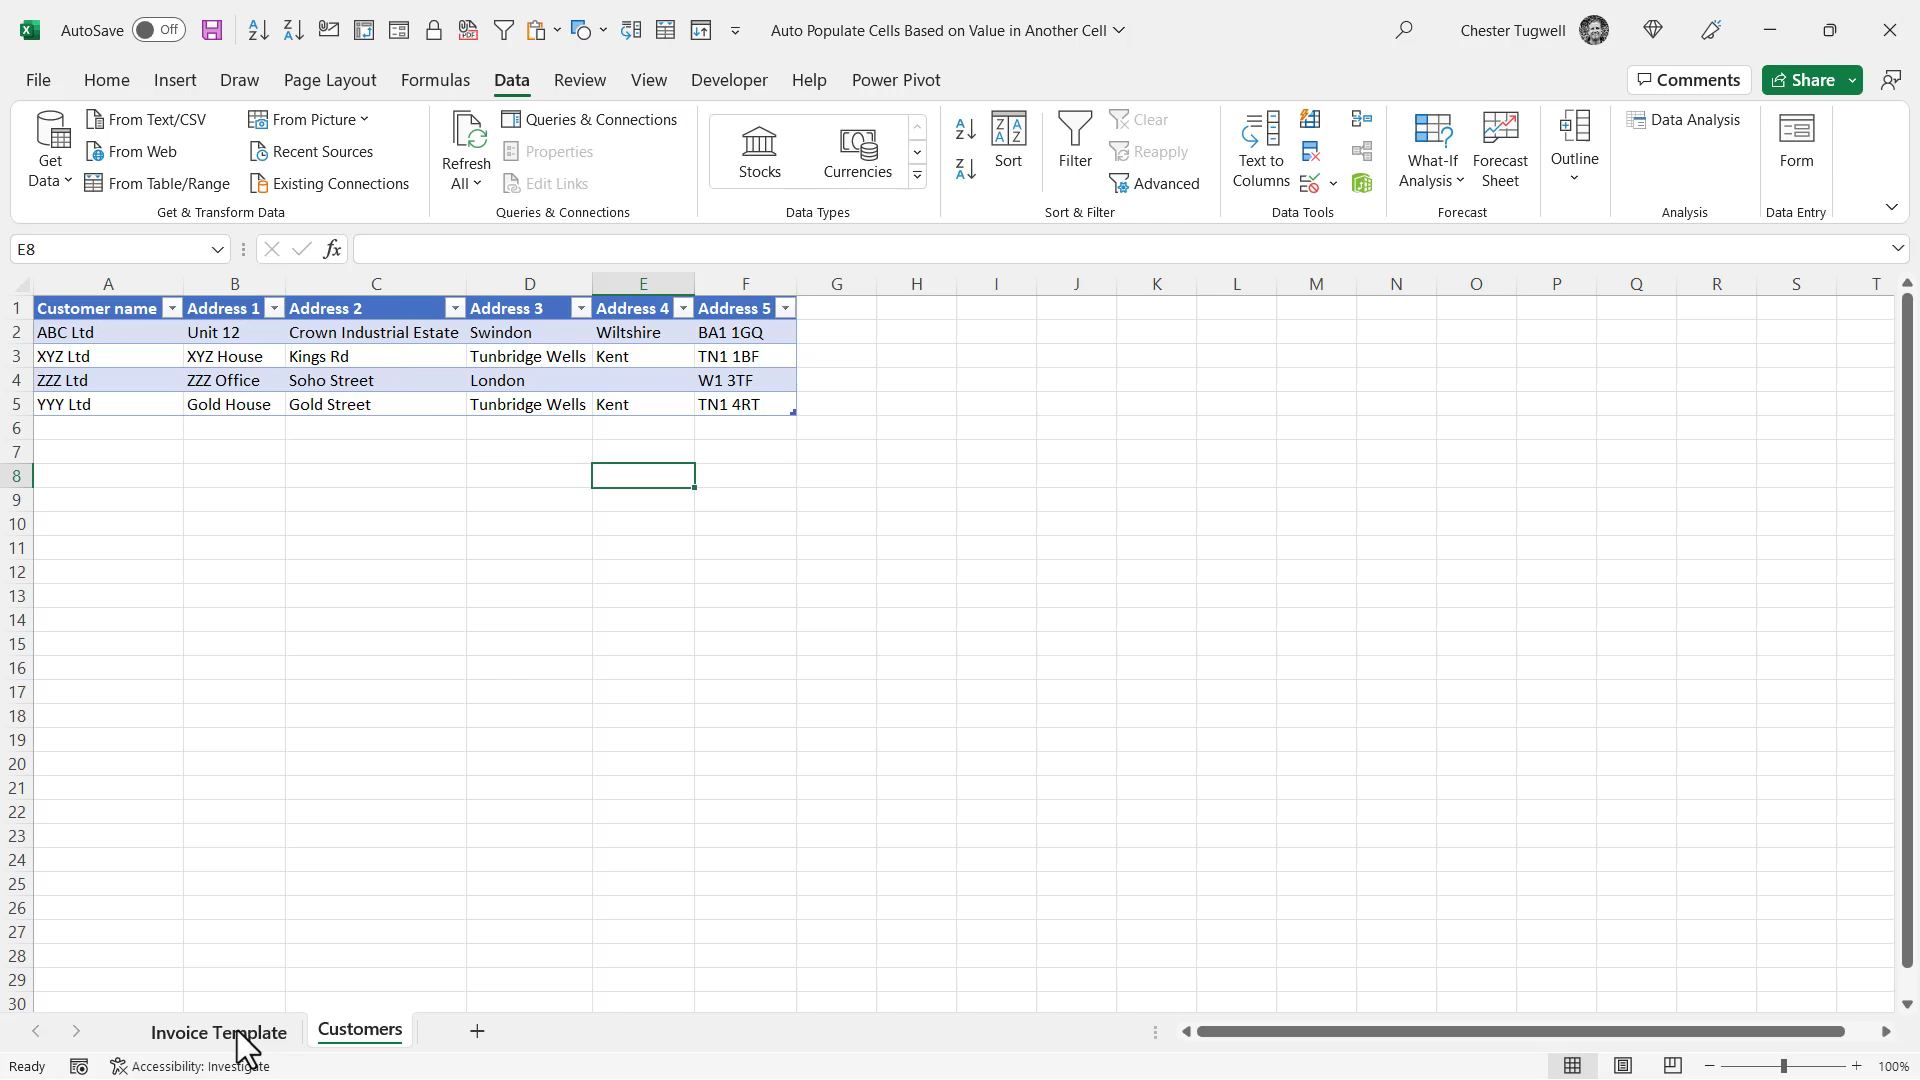 AutoSave Off Auto Populate Cells Based on Value in Another Cell Chester Tugwell
File Home Insert Draw Page Layout Formulas Data Review View Developer Help Power Pivot Comments Share
Get Data
From Text/CSV
From Web
From Table/Range
From Picture
Recent Sources
Existing Connections
Get & Transform Data
Refresh All
Queries & Connections
Properties
Edit Links
Queries & Connections
Stocks
Currencies
Data Types
Sort
Filter
Clear
Reapply
Advanced
Sort & Filter
Text to Columns
Data Tools
What-If Analysis
Forecast Sheet
Forecast
Outline
Data Analysis
Analysis
Form
Data Entry
E8 fx
A B C D E F G H I J K L M N O P Q R S T
1 Customer name Address 1 Address 2 Address 3 Address 4 Address 5
2 ABC Ltd Unit 12 Crown Industrial Estate Swindon Wiltshire BA1 1GQ
3 XYZ Ltd XYZ House Kings Rd Tunbridge Wells Kent TN1 1BF
4 ZZZ Ltd ZZZ Office Soho Street London W1 3TF
5 YYY Ltd Gold House Gold Street Tunbridge Wells Kent TN1 4RT
6
7
8
9
10
11
12
13
14
15
16
17
18
19
20
21
22
23
24
25
26
27
28
29
30
Invoice Template Customers
Ready Accessibility: Investigate 100%